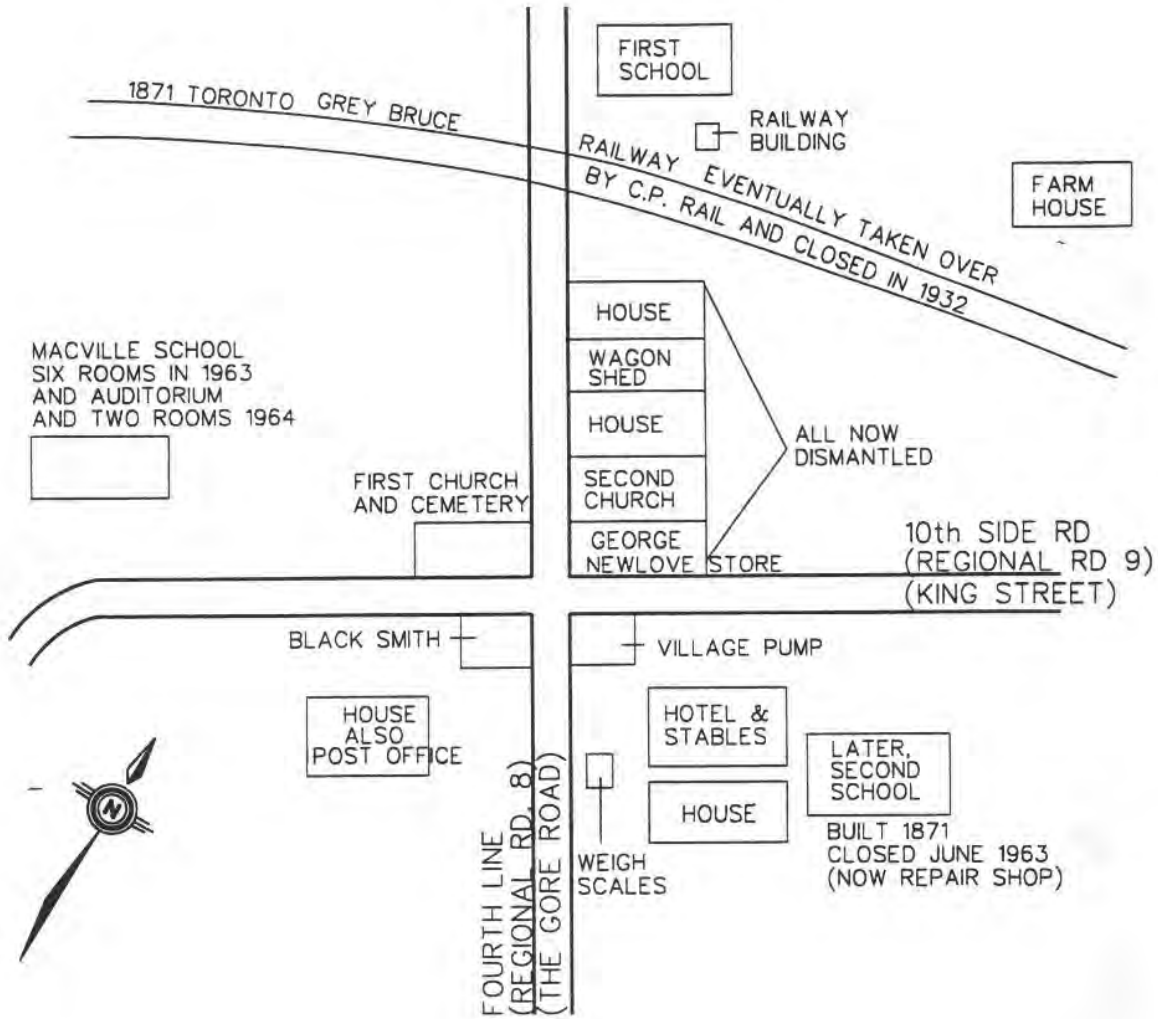 FIRST
SCHOOL
1871 TORONTO GREY BRUCE
RAILWAY EVENTUALLY TAKEN OVER
BY C.P. RAIL AND CLOSED IN 1932
RAILWAY
BUILDING
FARM
HOUSE
HOUSE
WAGON
SHED
HOUSE
SECOND
CHURCH
GEORGE
NEWLOVE STORE
ALL NOW
DISMANTLED
MACVILLE SCHOOL
SIX ROOMS IN 1963
AND AUDITORIUM
AND TWO ROOMS 1964
FIRST CHURCH
AND CEMETERY
10th SIDE RD
(REGIONAL RD 9)
(KING STREET)
BLACK SMITH
VILLAGE PUMP
HOUSE
ALSO
POST OFFICE
HOTEL &
STABLES
HOUSE
LATER,
SECOND
SCHOOL
BUILT 1871
CLOSED JUNE 1963
(NOW REPAIR SHOP)
WEIGH
SCALES
FOURTH LINE
(REGIONAL RD. 8)
(THE GORE ROAD)
N